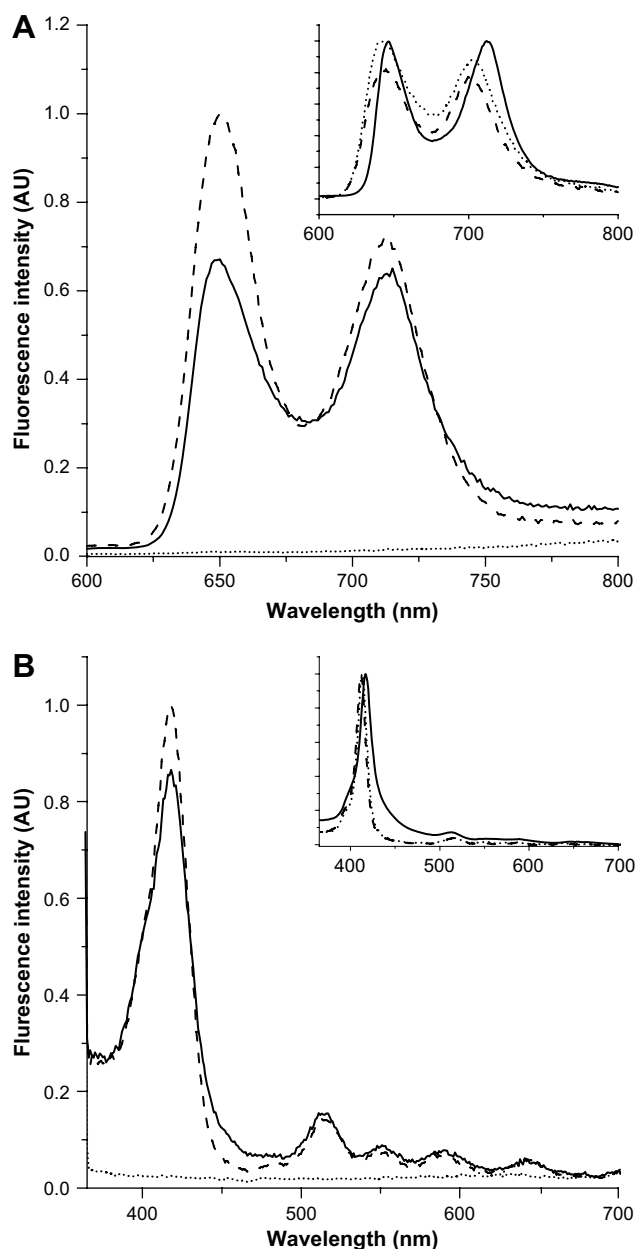 A
1.2
1.0
0.8
0.6
0.4
0.2
0.0
Fluorescence intensity (AU)
600 650 700 750 800
Wavelength (nm)
600 700 800
B
1.0
0.8
0.6
0.4
0.2
0.0
Flurescence intensity (AU)
400 500 600 700
Wavelength (nm)
400 500 600 700